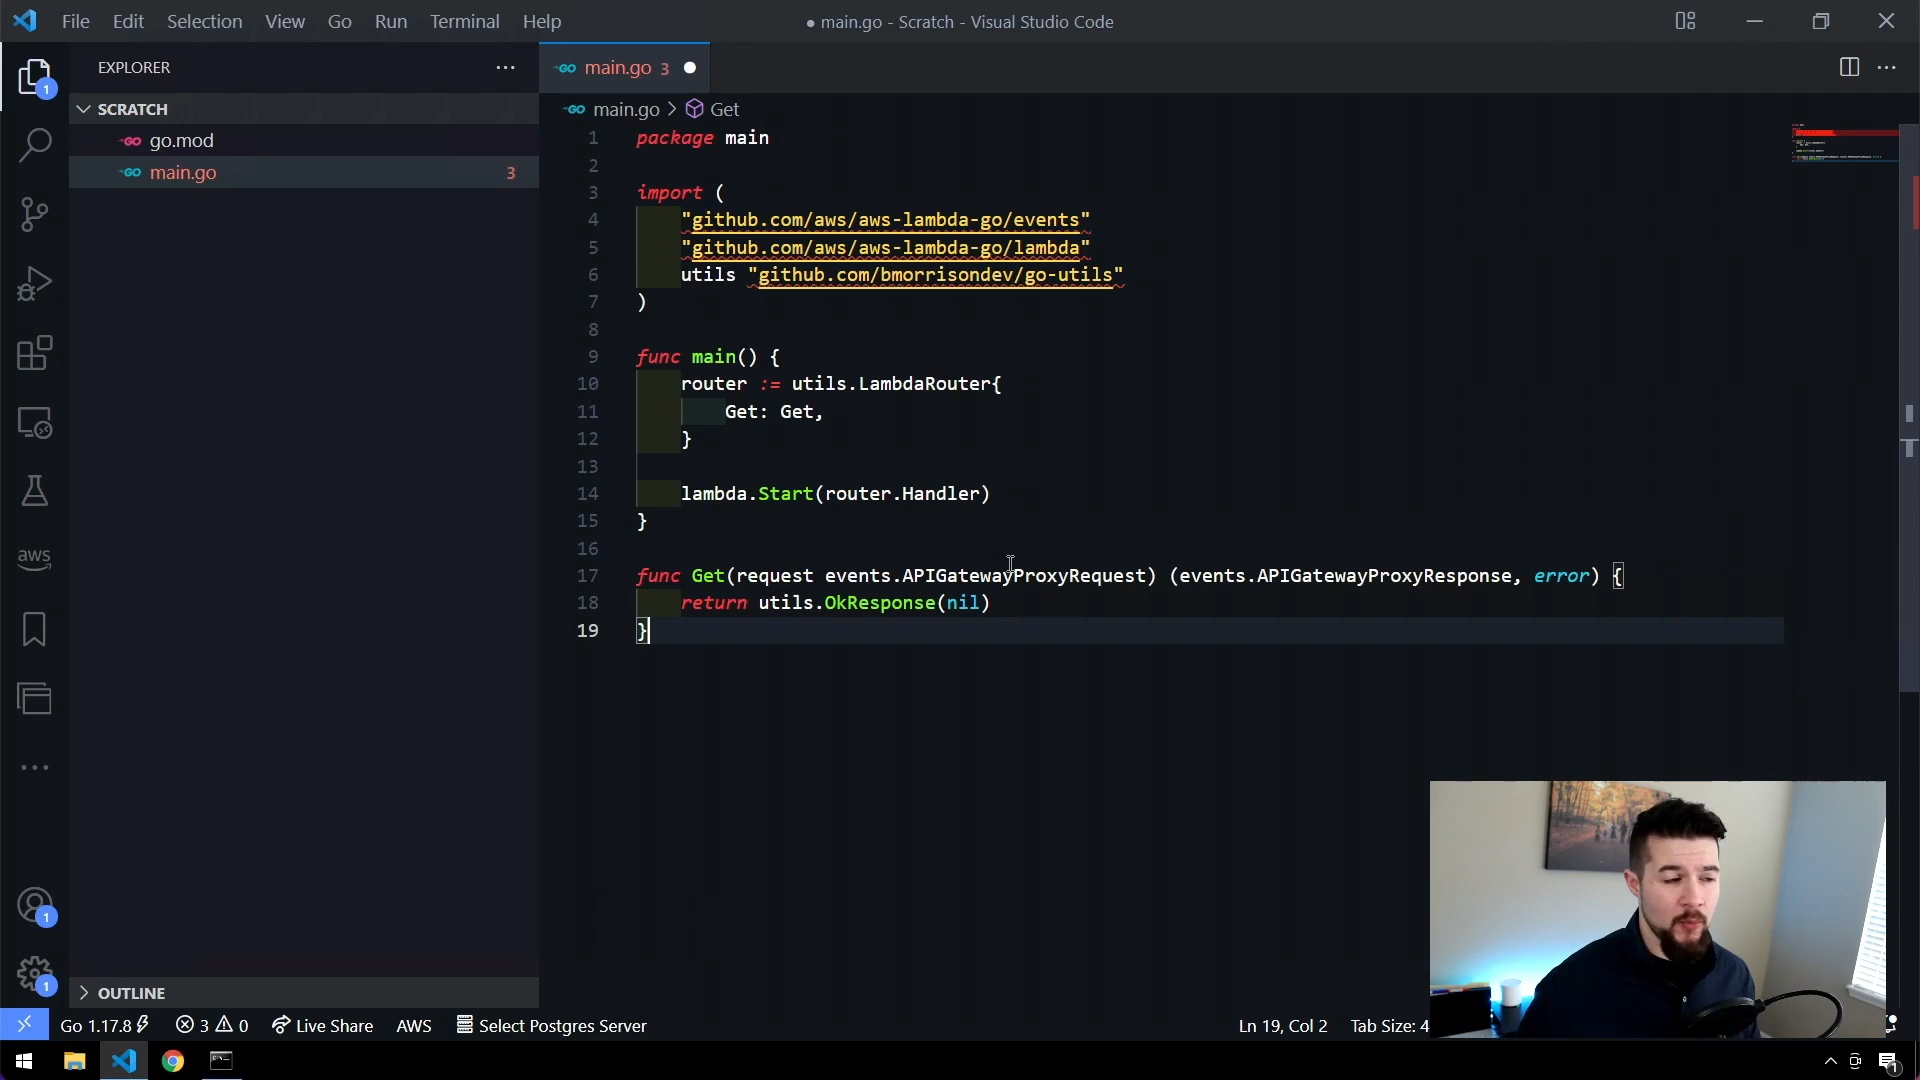 File Edit Selection View Go Run Terminal Help
● main.go - Scratch - Visual Studio Code
EXPLORER
1
SCRATCH
go.mod
main.go 3
main.go 3
main.go > Get
1 package main
2
3 import (
4 "github.com/aws/aws-lambda-go/events"
5 "github.com/aws/aws-lambda-go/lambda"
6 utils "github.com/bmorrisondev/go-utils"
7 )
8
9 func main() {
10 router := utils.LambdaRouter{
11 Get: Get,
12 }
13
14 lambda.Start(router.Handler)
15 }
16
17 func Get(request events.APIGatewayProxyRequest) (events.APIGatewayProxyResponse, error) {
18 return utils.OkResponse(nil)
19 }
aws
1
1
OUTLINE
Go 1.17.8 3 0 Live Share AWS Select Postgres Server
Ln 19, Col 2 Tab Size: 4
1